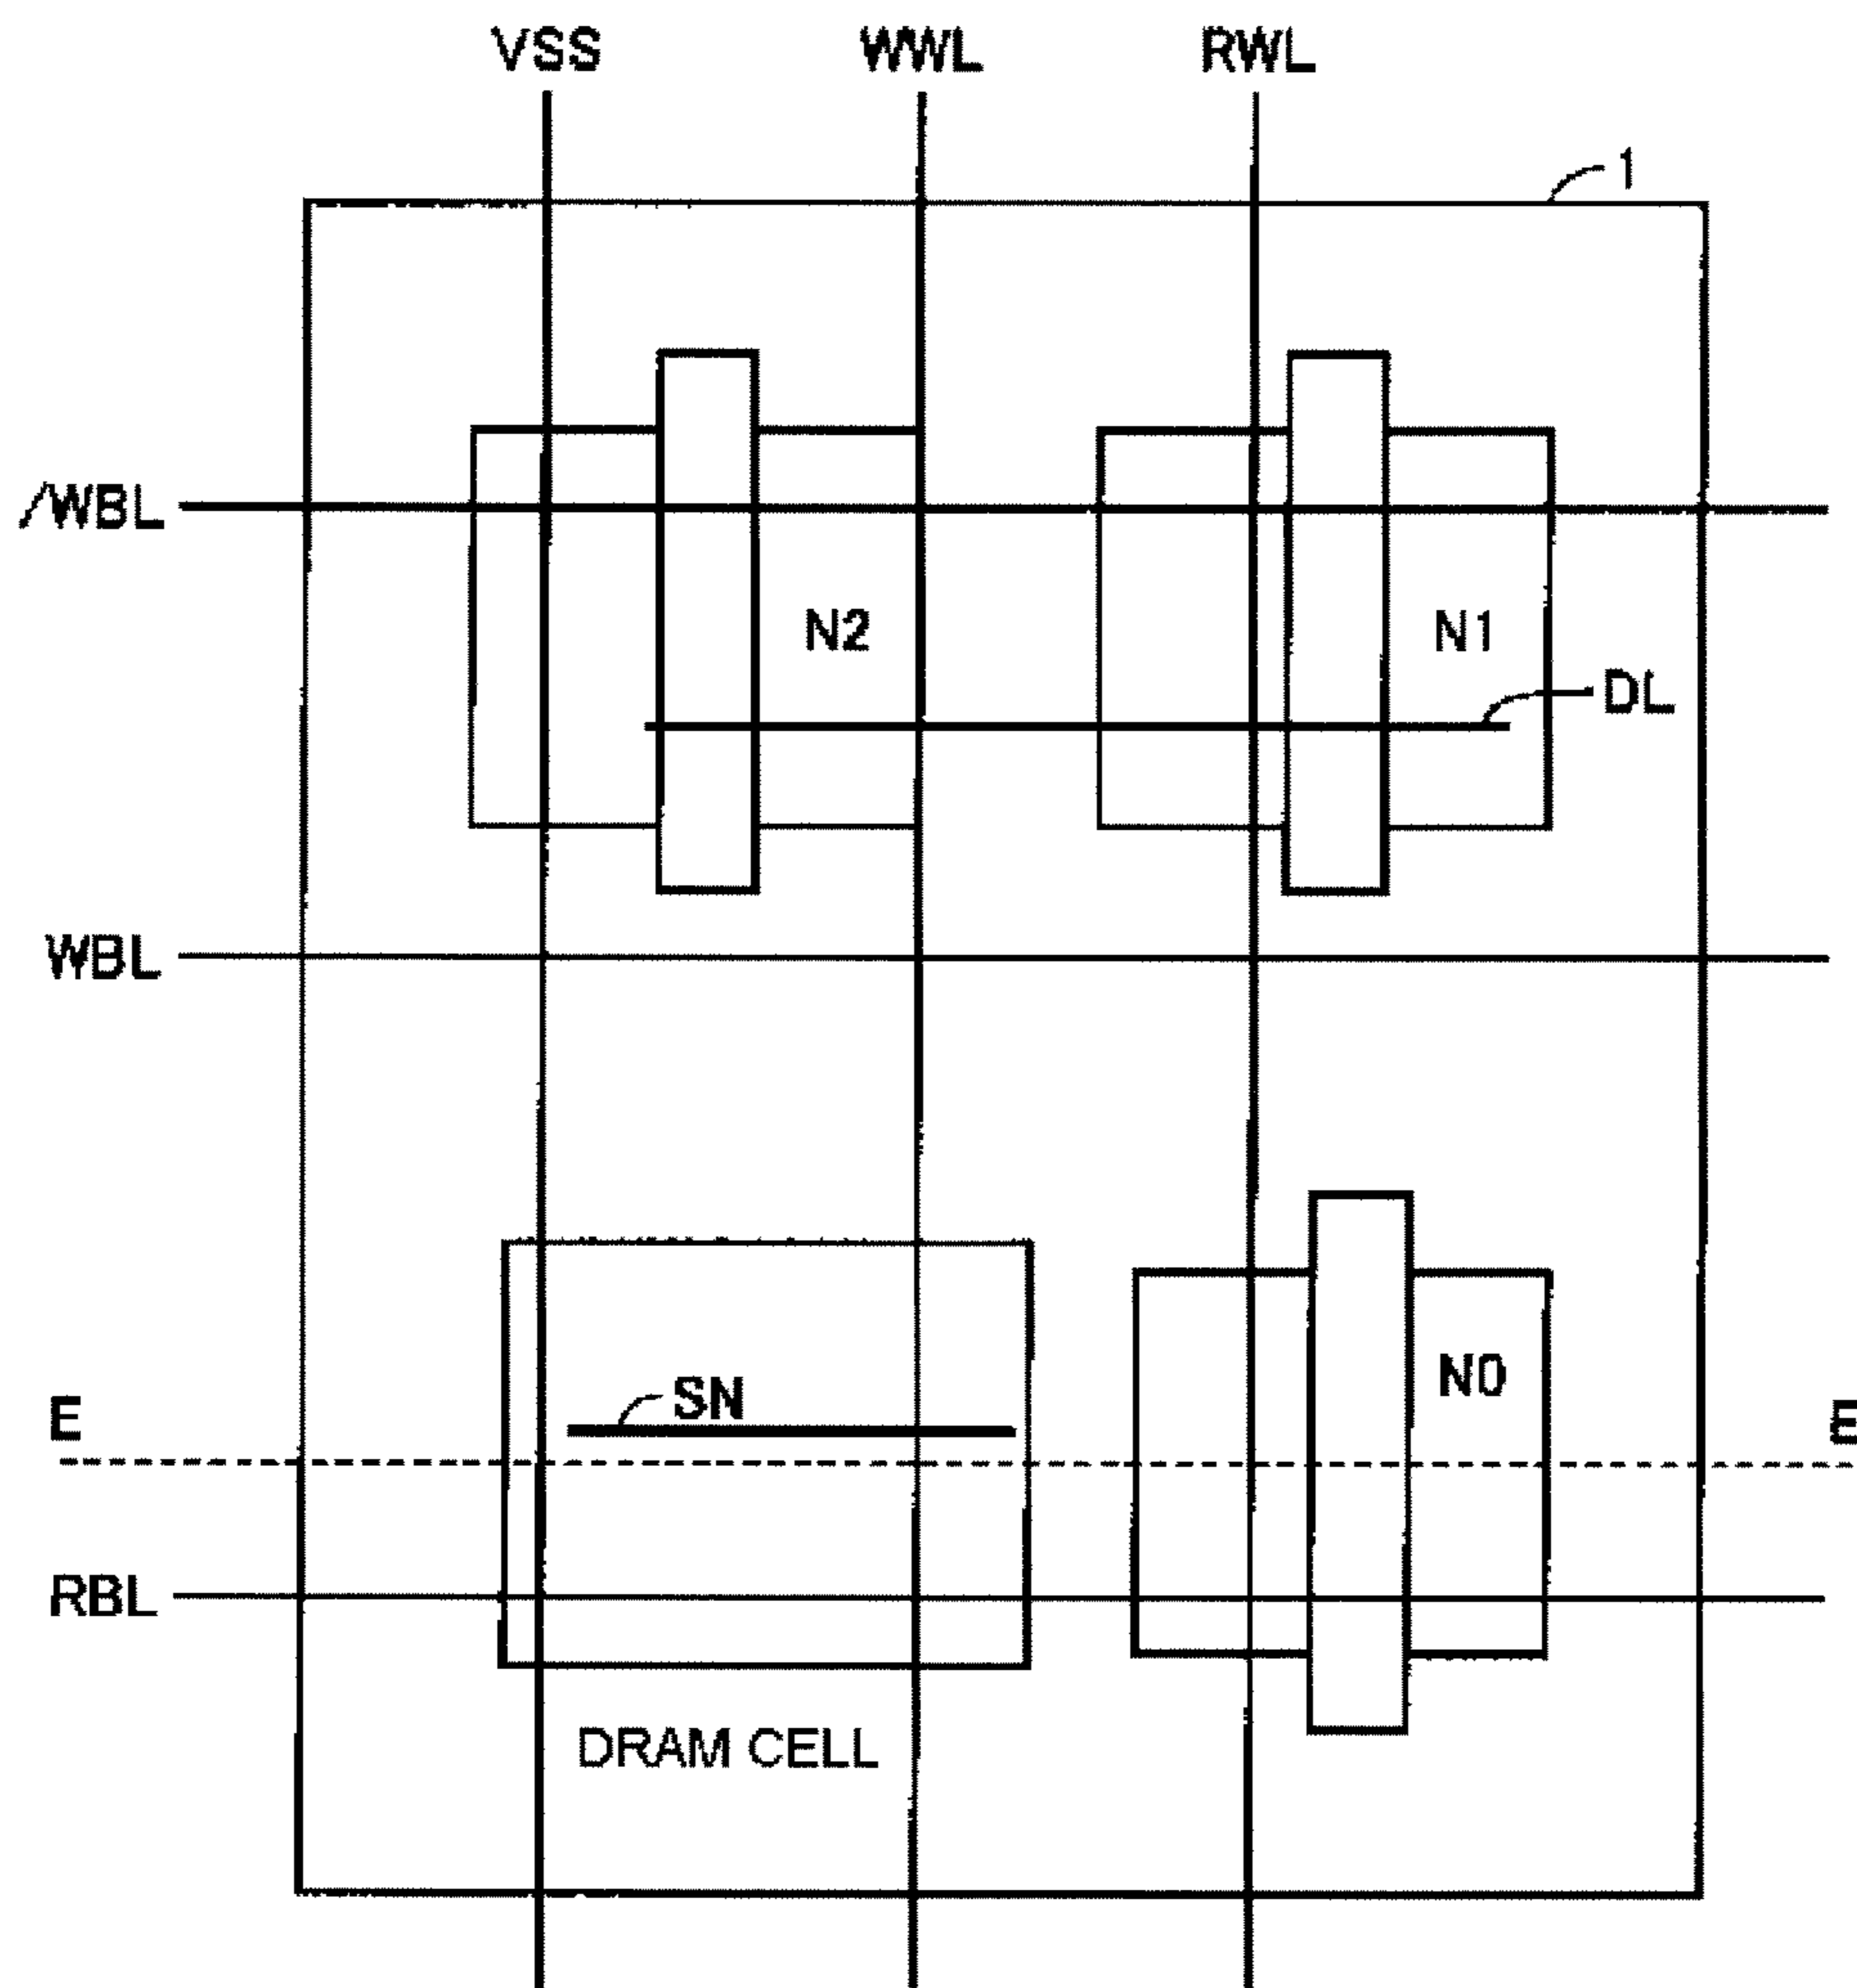 VSS WWL RWL
1
/WBL
N2 N1
DL
WBL
N0
SN
E E
RBL
DRAM CELL